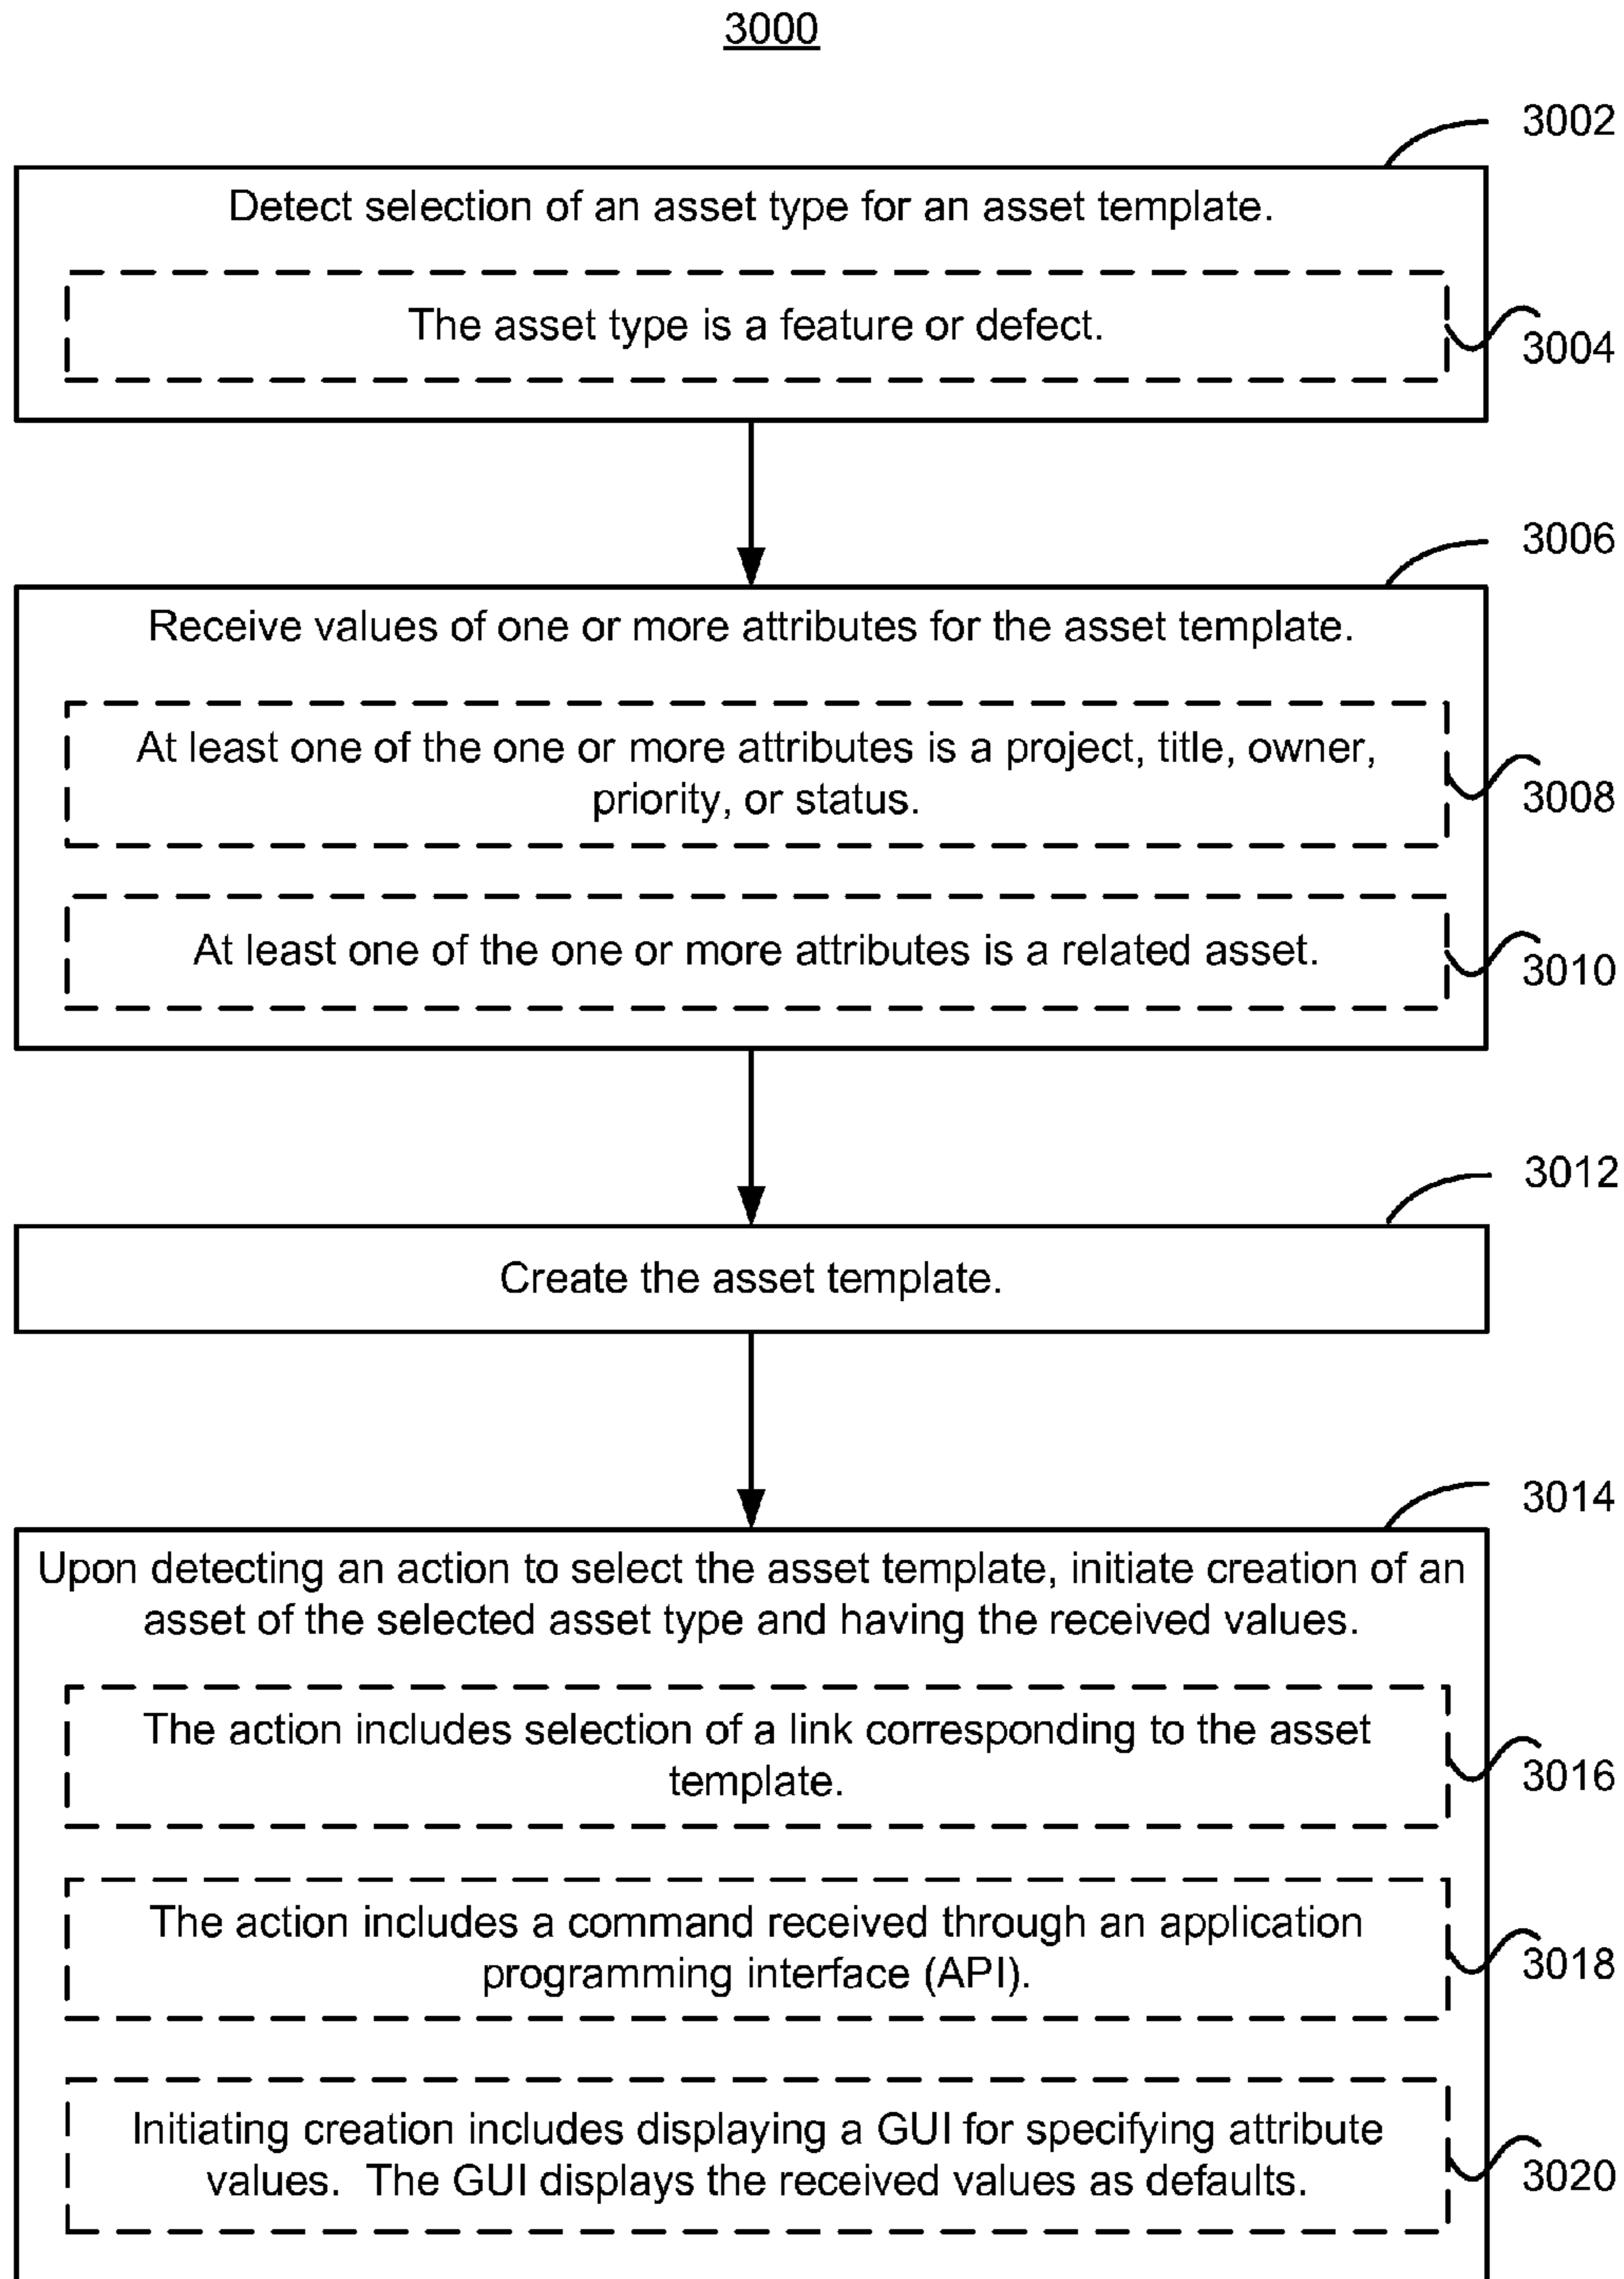 3000
3002
Detect selection of an asset type for an asset template.
The asset type is a feature or defect.
3004
3006
Receive values of one or more attributes for the asset template.
At least one of the one or more attributes is a project, title, owner,
priority, or status.
3008
At least one of the one or more attributes is a related asset.
3010
3012
Create the asset template.
3014
Upon detecting an action to select the asset template, initiate creation of an
asset of the selected asset type and having the received values.
The action includes selection of a link corresponding to the asset
template.
3016
The action includes a command received through an application
programming interface (API).
3018
Initiating creation includes displaying a GUI for specifying attribute
values.  The GUI displays the received values as defaults.
3020